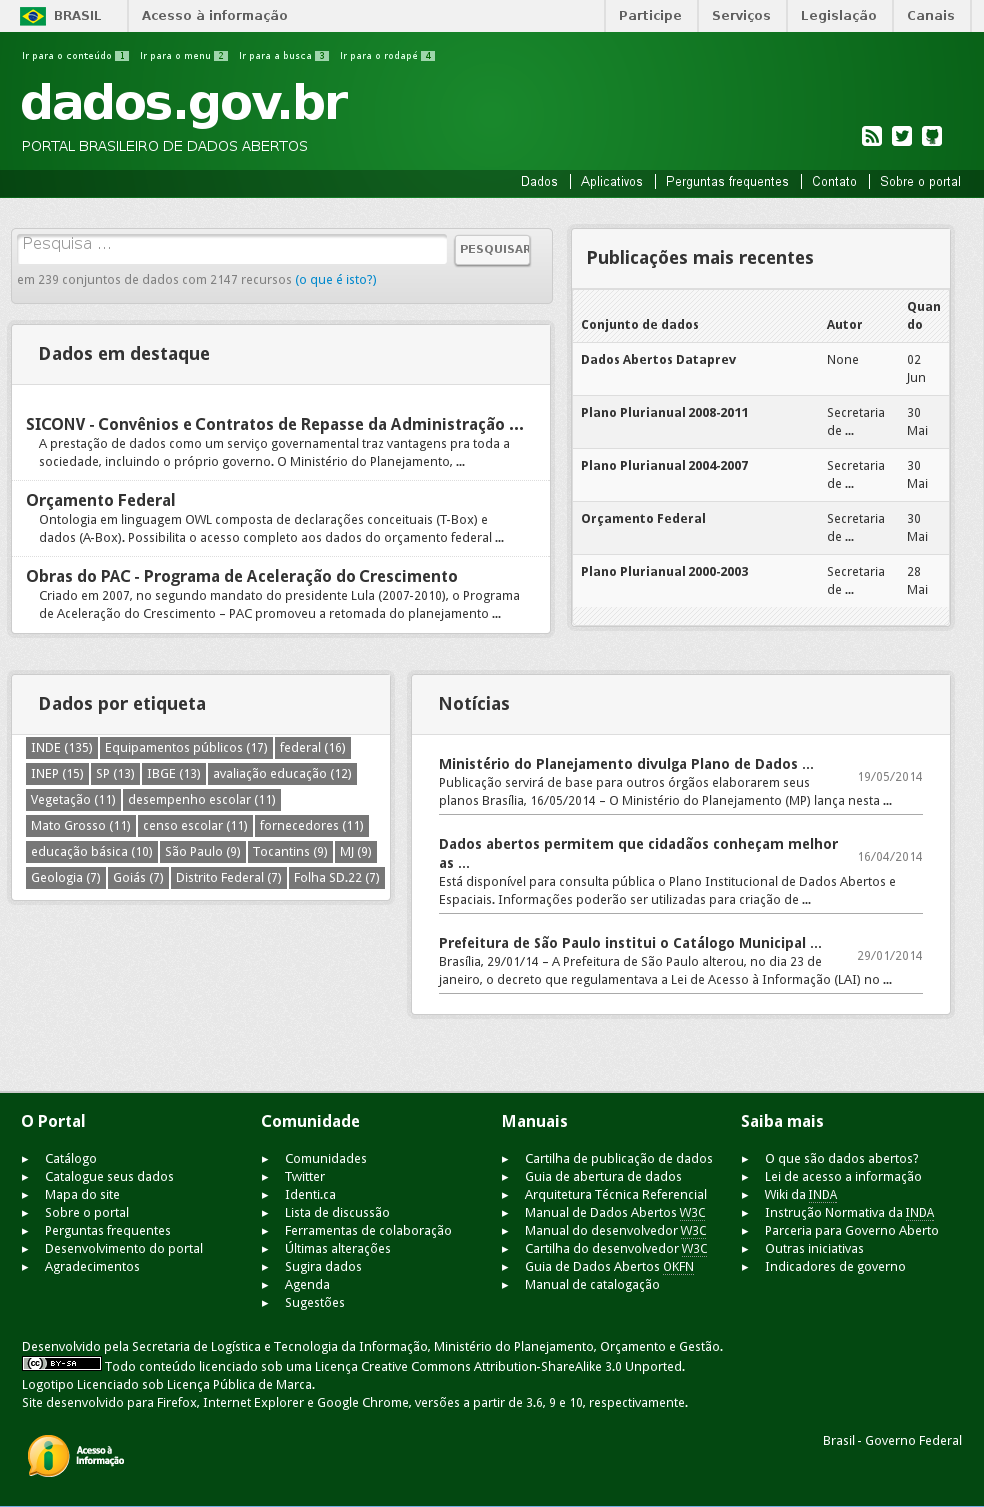 BRASIL Acesso à informação Participe Serviços Legislação Canais
Ir para o conteúdo 1 Ir para o menu 2 Ir para a busca 3 Ir para o rodapé 4
dados.gov.br
PORTAL BRASILEIRO DE DADOS ABERTOS
Dados Aplicativos Perguntas frequentes Contato Sobre o portal
Pesquisa ... PESQUISAR
em 239 conjuntos de dados com 2147 recursos (o que é isto?)
Dados em destaque
SICONV - Convênios e Contratos de Repasse da Administração ...
A prestação de dados como um serviço governamental traz vantagens pra toda a
sociedade, incluindo o próprio governo. O Ministério do Planejamento, ...
Orçamento Federal
Ontologia em linguagem OWL composta de declarações conceituais (T-Box) e
dados (A-Box). Possibilita o acesso completo aos dados do orçamento federal ...
Obras do PAC - Programa de Aceleração do Crescimento
Criado em 2007, no segundo mandato do presidente Lula (2007-2010), o Programa
de Aceleração do Crescimento – PAC promoveu a retomada do planejamento ...
Publicações mais recentes
Conjunto de dados Autor Quan
do
Dados Abertos Dataprev None 02
Jun
Plano Plurianual 2008-2011 Secretaria 30
de ... Mai
Plano Plurianual 2004-2007 Secretaria 30
de ... Mai
Orçamento Federal Secretaria 30
de ... Mai
Plano Plurianual 2000-2003 Secretaria 28
de ... Mai
Dados por etiqueta
INDE (135) Equipamentos públicos (17) federal (16)
INEP (15) SP (13) IBGE (13) avaliação educação (12)
Vegetação (11) desempenho escolar (11)
Mato Grosso (11) censo escolar (11) fornecedores (11)
educação básica (10) São Paulo (9) Tocantins (9) MJ (9)
Geologia (7) Goiás (7) Distrito Federal (7) Folha SD.22 (7)
Notícias
Ministério do Planejamento divulga Plano de Dados ...
19/05/2014
Publicação servirá de base para outros órgãos elaborarem seus
planos Brasília, 16/05/2014 – O Ministério do Planejamento (MP) lança nesta ...
Dados abertos permitem que cidadãos conheçam melhor
as ...
16/04/2014
Está disponível para consulta pública o Plano Institucional de Dados Abertos e
Espaciais. Informações poderão ser utilizadas para criação de ...
Prefeitura de São Paulo institui o Catálogo Municipal ...
29/01/2014
Brasília, 29/01/14 – A Prefeitura de São Paulo alterou, no dia 23 de
janeiro, o decreto que regulamentava a Lei de Acesso à Informação (LAI) no ...
O Portal
Catálogo
Catalogue seus dados
Mapa do site
Sobre o portal
Perguntas frequentes
Desenvolvimento do portal
Agradecimentos
Comunidade
Comunidades
Twitter
Identi.ca
Lista de discussão
Ferramentas de colaboração
Últimas alterações
Sugira dados
Agenda
Sugestões
Manuais
Cartilha de publicação de dados
Guia de abertura de dados
Arquitetura Técnica Referencial
Manual de Dados Abertos W3C
Manual do desenvolvedor W3C
Cartilha do desenvolvedor W3C
Guia de Dados Abertos OKFN
Manual de catalogação
Saiba mais
O que são dados abertos?
Lei de acesso a informação
Wiki da INDA
Instrução Normativa da INDA
Parceria para Governo Aberto
Outras iniciativas
Indicadores de governo
Desenvolvido pela Secretaria de Logística e Tecnologia da Informação, Ministério do Planejamento, Orçamento e Gestão.
(cc) BY-SA Todo conteúdo licenciado sob uma Licença Creative Commons Attribution-ShareAlike 3.0 Unported.
Logotipo Licenciado sob Licença Pública de Marca.
Site desenvolvido para Firefox, Internet Explorer e Google Chrome, versões a partir de 3.6, 9 e 10, respectivamente.
i Acesso à
Informação
Brasil - Governo Federal